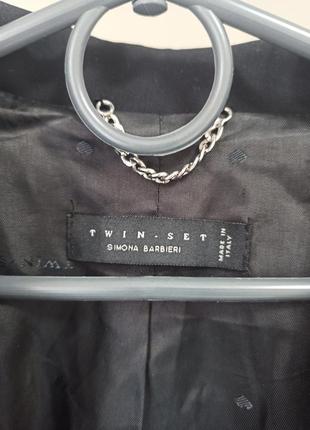 TWIN-SET
SIMONA BARBIERI
MADE IN
ITALY